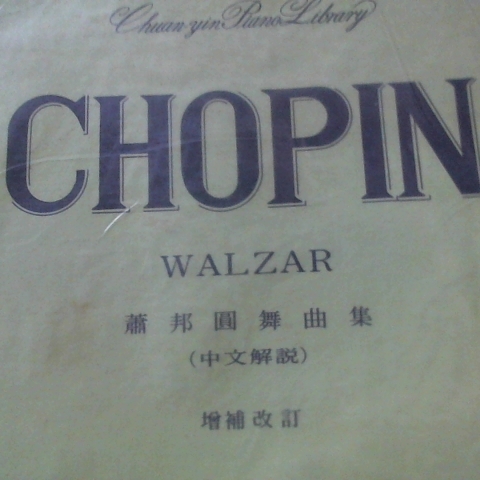 Chuan yin Piano Library
CHOPIN
WALZAR
蕭邦圓舞曲集
(中文解説)
增補改訂